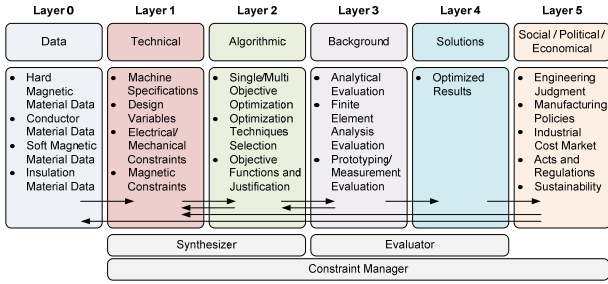 Layer 0
Layer 1
Layer 2
Layer 3
Layer 4
Layer 5
Data
Technical
Algorithmic
Background
Solutions
Social / Political /
Economical
• Hard
Magnetic
Material Data
• Conductor
Material Data
• Soft Magnetic
Material Data
• Insulation
Material Data
• Machine
Specifications
• Design
Variables
• Electrical/
Mechanical
Constraints
• Magnetic
Constraints
• Single/Multi
Objective
Optimization
• Optimization
Techniques
Selection
• Objective
Functions and
Justification
• Analytical
Evaluation
• Finite
Element
Analysis
Evaluation
• Prototyping/
Measurement
Evaluation
• Optimized
Results
• Engineering
Judgment
• Manufacturing
Policies
• Industrial
Cost Market
• Acts and
Regulations
• Sustainability
Synthesizer
Evaluator
Constraint Manager